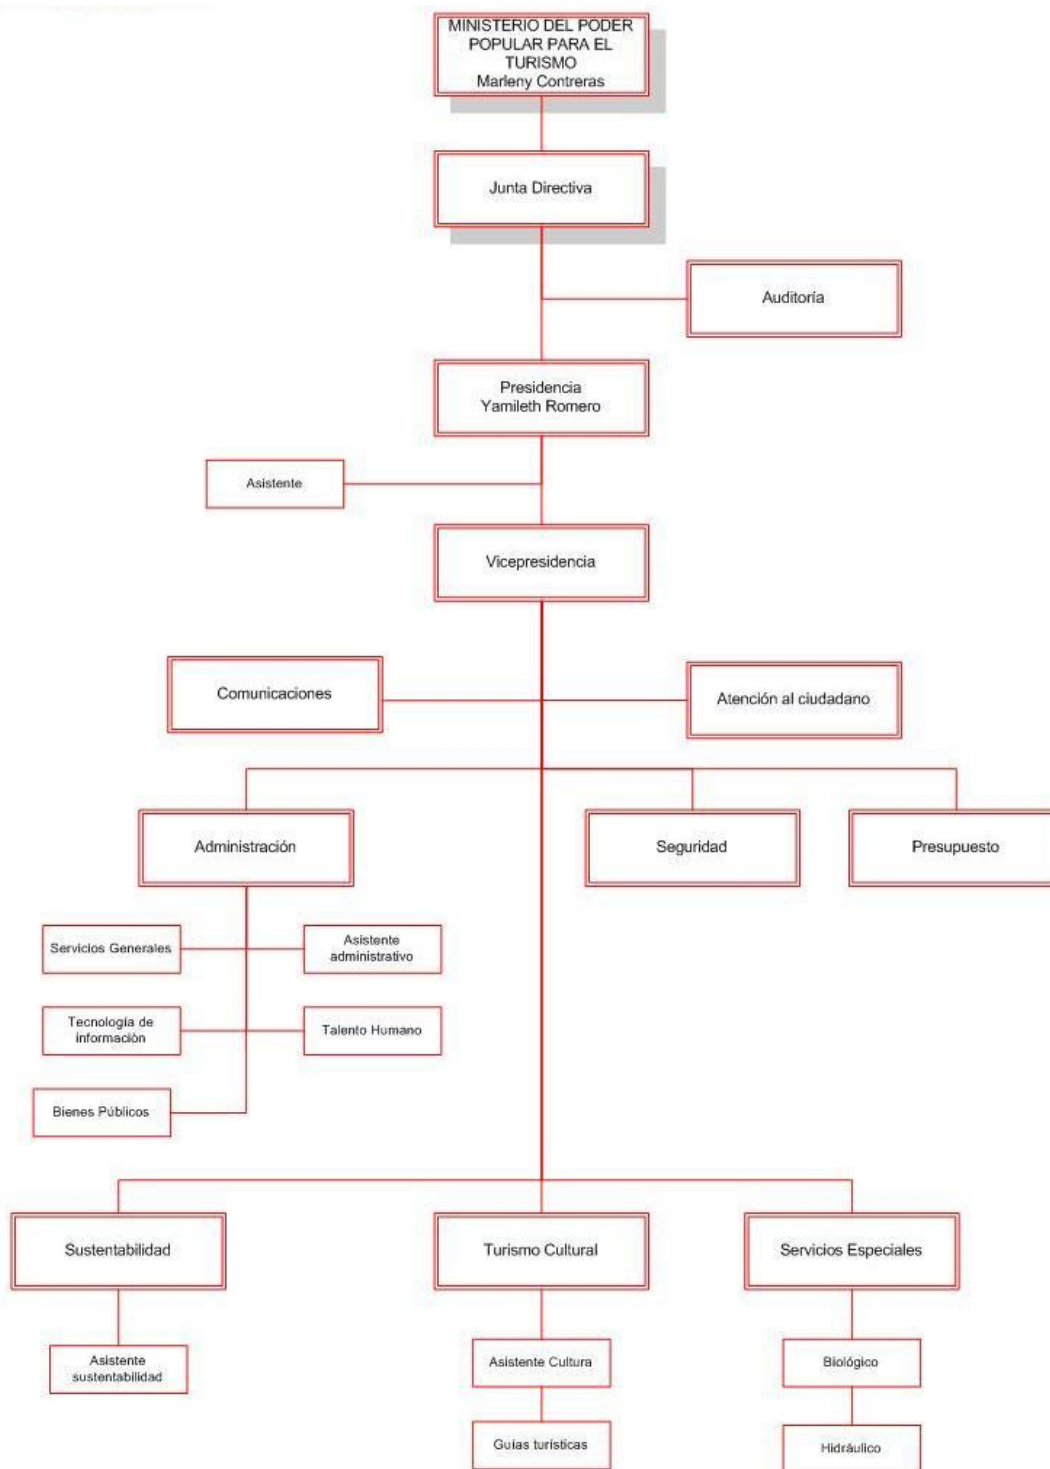 MINISTERIO DEL PODER
POPULAR PARA EL
TURISMO
Marleny Contreras
Junta Directiva
Auditoría
Presidencia
Yamileth Romero
Asistente
Vicepresidencia
Comunicaciones
Atención al ciudadano
Administración
Seguridad
Presupuesto
Servicios Generales
Asistente
administrativo
Tecnología de
información
Talento Humano
Bienes Públicos
Sustentabilidad
Turismo Cultural
Servicios Especiales
Asistente
sustentabilidad
Asistente Cultura
Biológico
Guías turísticas
Hidráulico